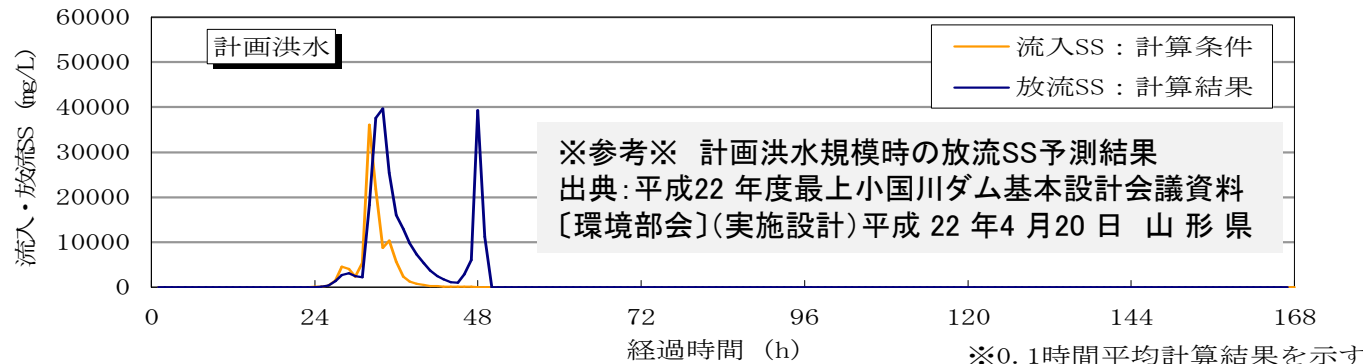 60000
50000
40000
30000
20000
10000
0
流入・放流SS (mg/L)
計画洪水
流入SS：計算条件
放流SS：計算結果
※参考※ 計画洪水規模時の放流SS予測結果
出典：平成22 年度最上小国川ダム基本設計会議資料
〔環境部会〕（実施設計）平成 22 年4 月20 日 山 形 県
0 24 48 72 96 120 144 168
経過時間 (h)
※0.1時間平均計算結果を示す